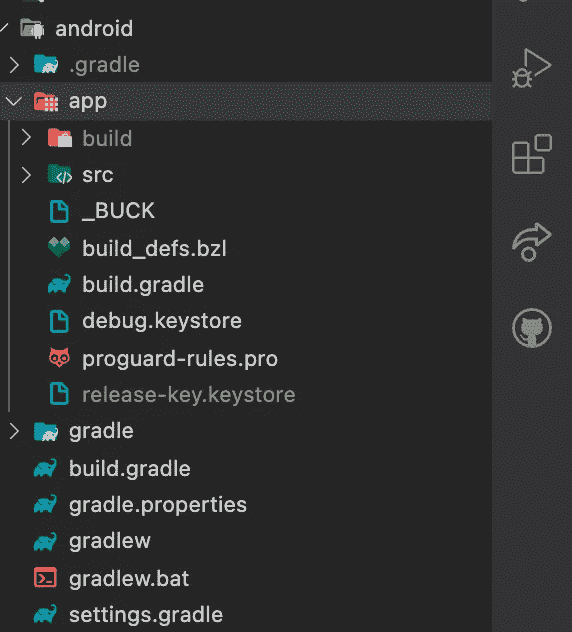 android
.gradle
app
build
src
_BUCK
build_defs.bzl
build.gradle
debug.keystore
proguard-rules.pro
release-key.keystore
gradle
build.gradle
gradle.properties
gradlew
gradlew.bat
settings.gradle